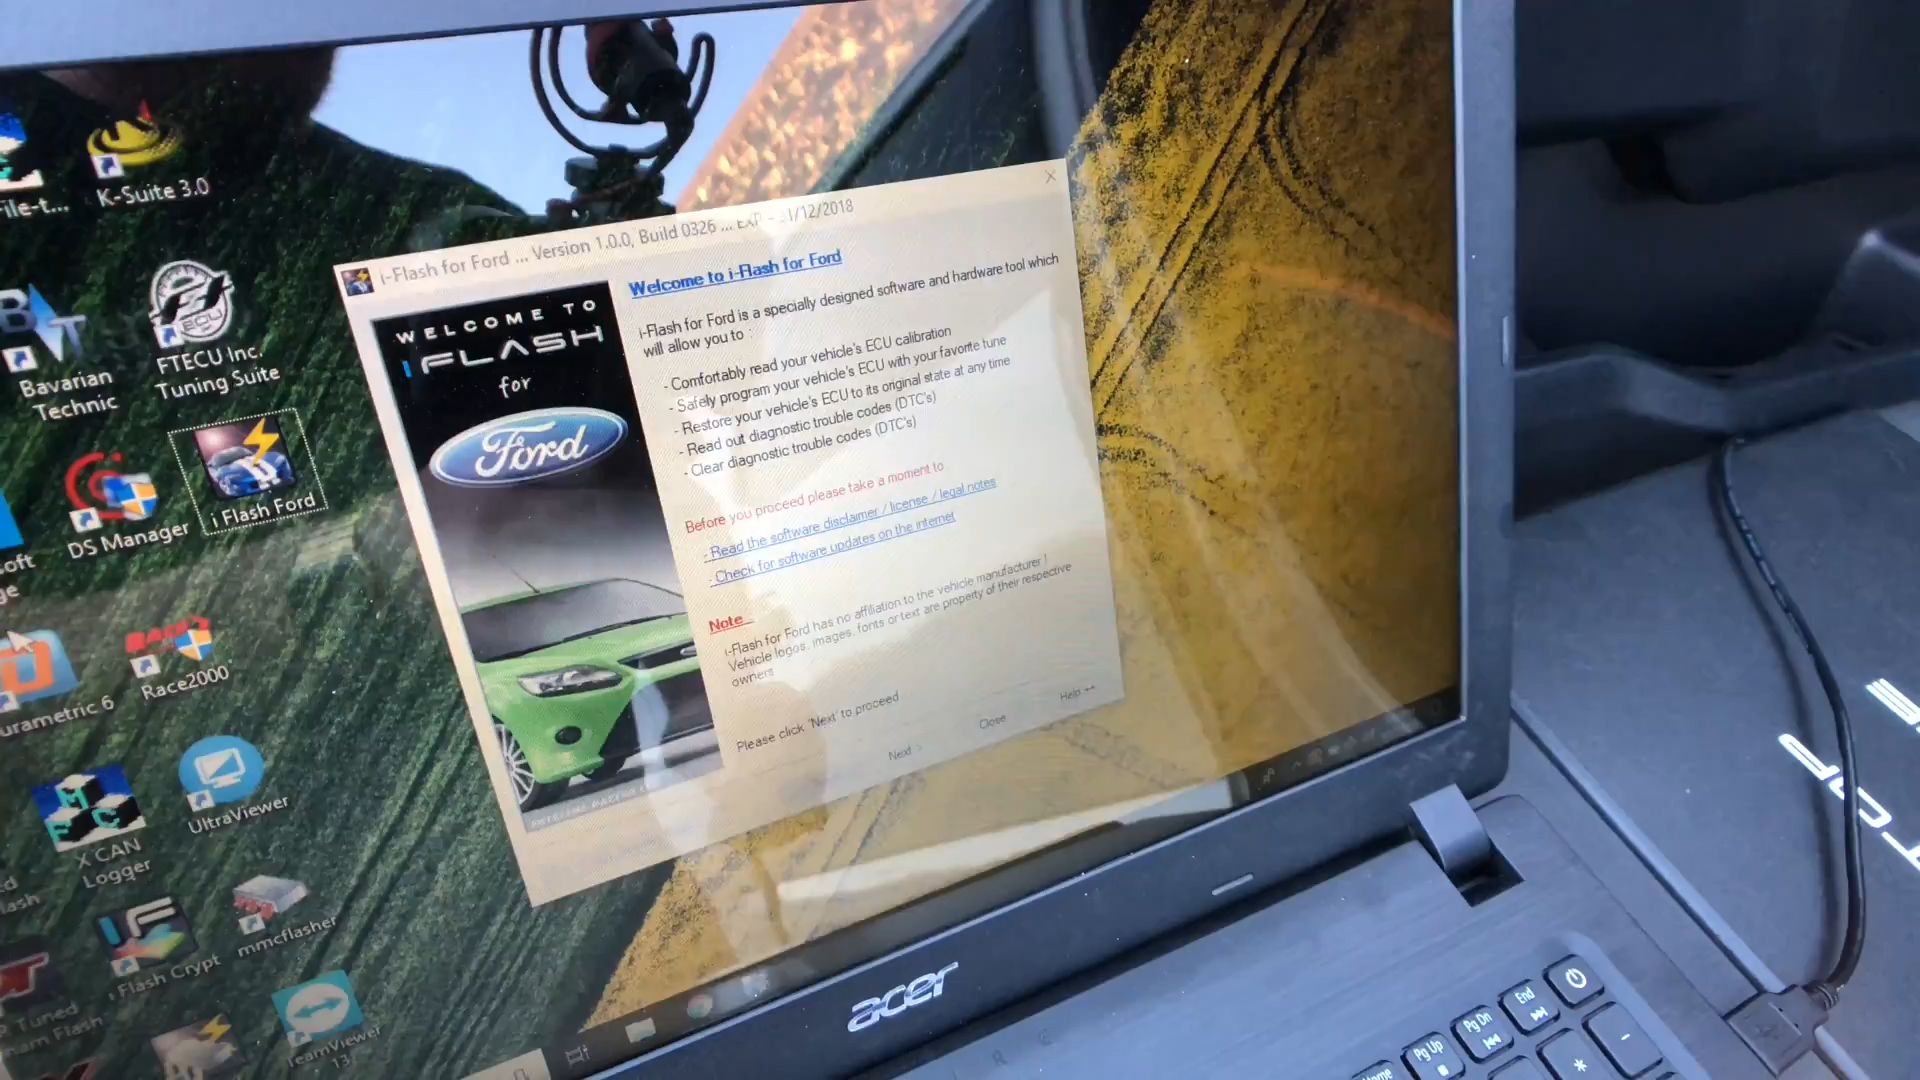 K-Suite 3.0
FTECU Inc.
Tuning Suite
Bavarian
Technic
DS Manager
i Flash Ford
Race2000
UltraViewer
X CAN
Logger
i Flash Crypt
mmcflasher
Tuned
Flash
TeamViewer
13
i-Flash for Ford ... Version 1.0.0, Build 0326 ... EXP - 31/12/2018
WELCOME TO
i FLASH
for
Ford
Welcome to i-Flash for Ford
i-Flash for Ford is a specially designed software and hardware tool which
will allow you to :
- Comfortably read your vehicle's ECU calibration
- Safely program your vehicle's ECU with your favorite tune
- Restore your vehicle's ECU to its original state at any time
- Read out diagnostic trouble codes (DTC's)
- Clear diagnostic trouble codes (DTC's)
Before you proceed please take a moment to
- Read the software disclaimer / license / legal notes
- Check for software updates on the internet
Note
i-Flash for Ford has no affiliation to the vehicle manufacturer !
Vehicle logos, images, fonts or text are property of their respective
owners
Please click 'Next' to proceed
Next >
Close
Help
acer
Home
Pg Up
Pg Dn
End
*
-